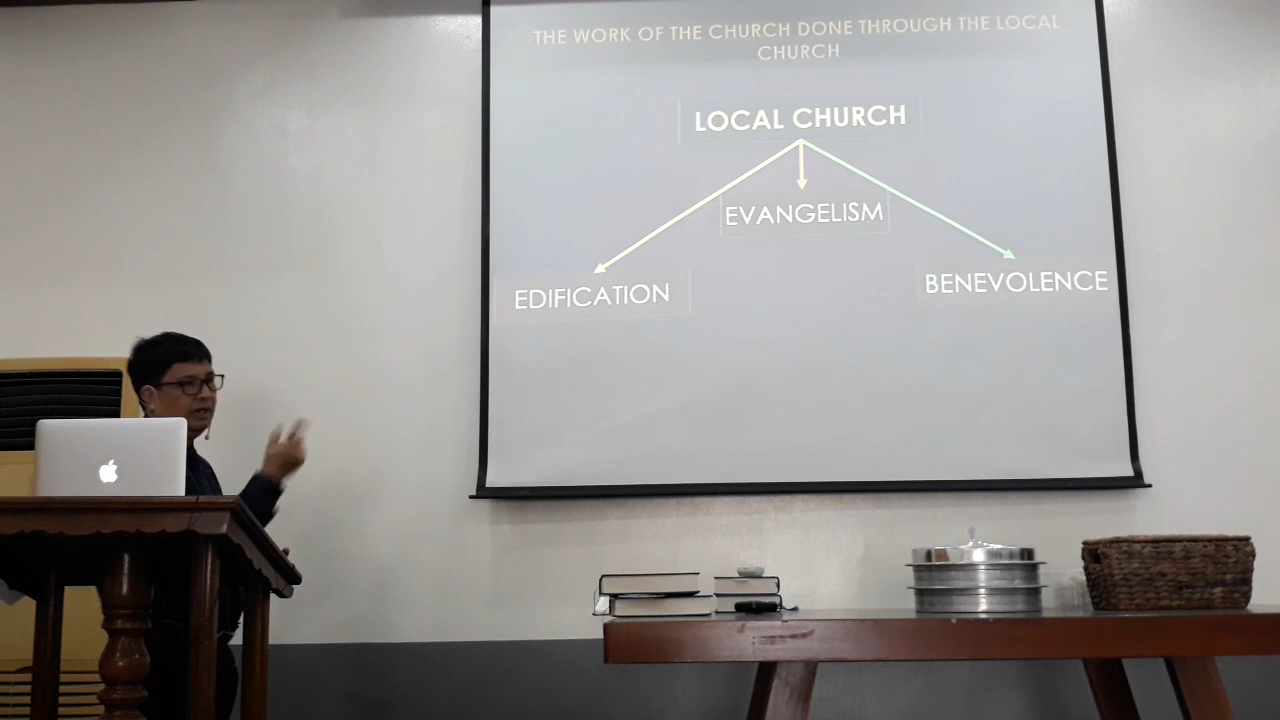 THE WORK OF THE CHURCH DONE THROUGH THE LOCAL
CHURCH
LOCAL CHURCH
EVANGELISM
EDIFICATION
BENEVOLENCE